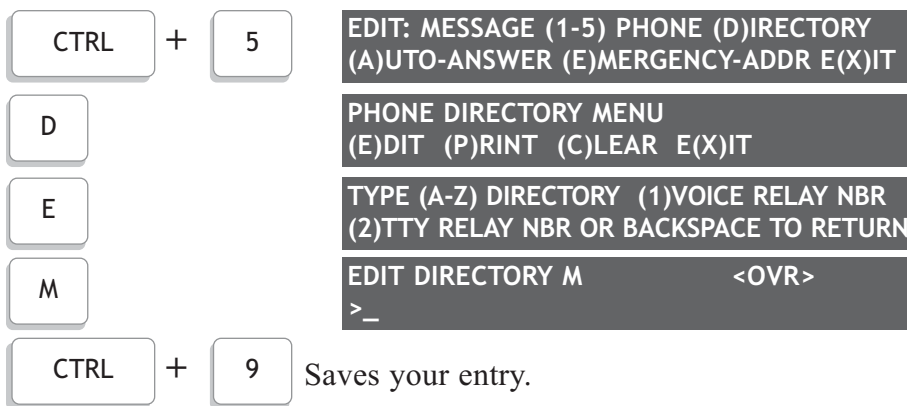 CTRL + 5 EDIT: MESSAGE (1-5) PHONE (D)IRECTORY
(A)UTO-ANSWER (E)MERGENCY-ADDR E(X)IT
D PHONE DIRECTORY MENU
(E)DIT (P)RINT (C)LEAR E(X)IT
E TYPE (A-Z) DIRECTORY (1)VOICE RELAY NBR
(2)TTY RELAY NBR OR BACKSPACE TO RETURN
M EDIT DIRECTORY M <OVR>
>_
CTRL + 9 Saves your entry.